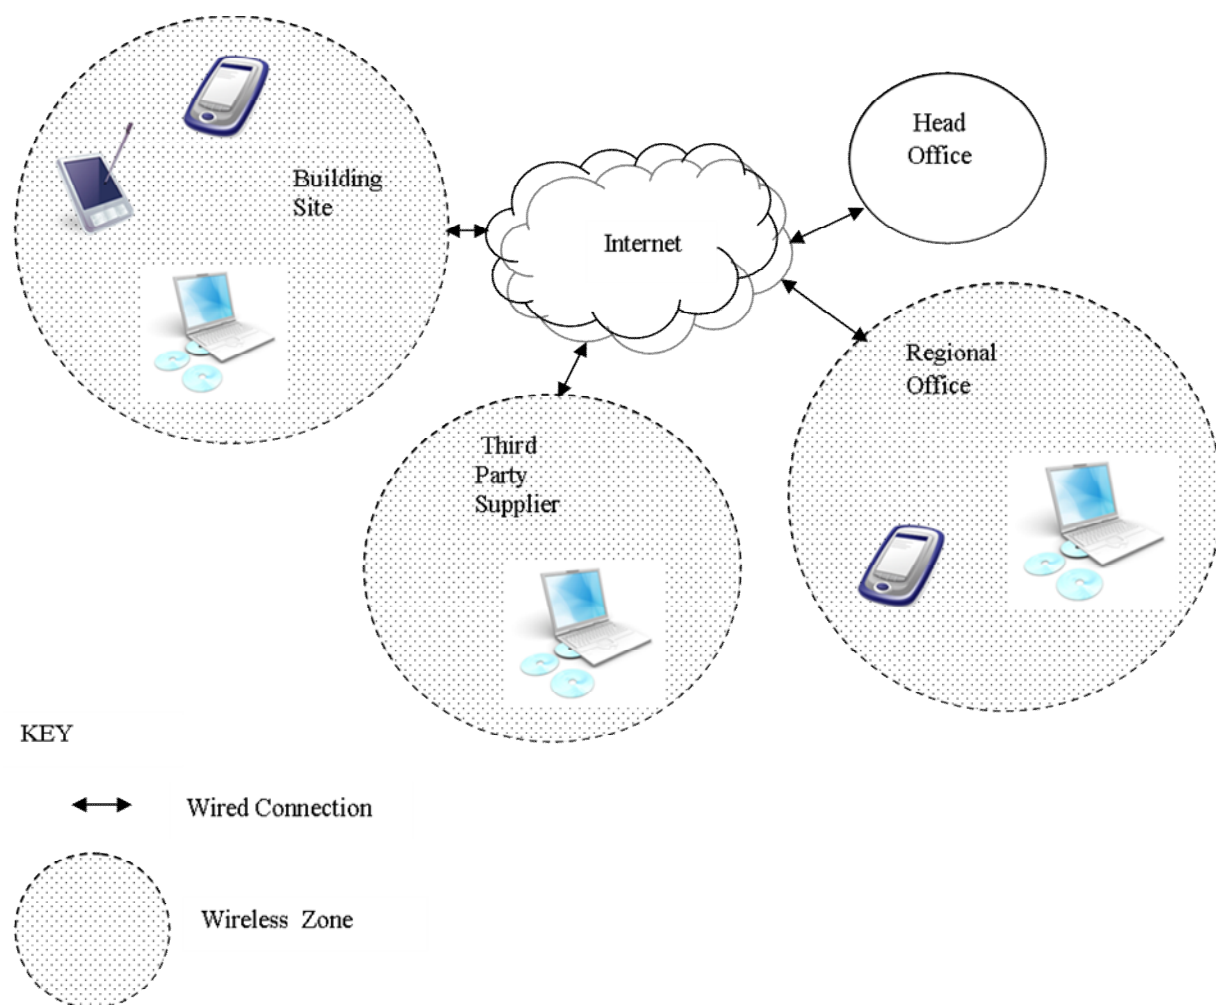 Building
Site
Internet
Head
Office
Regional
Office
Third
Party
Supplier
KEY
Wired Connection
Wireless Zone